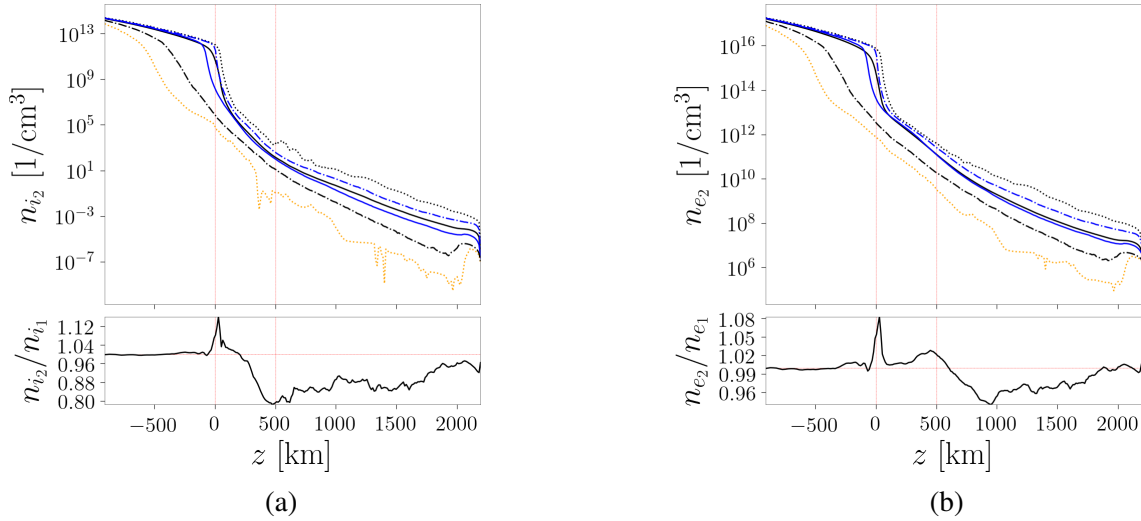 10^{13}
10^{9}
10^{5}
10^{1}
10^{−3}
10^{−7}
n_{i_2} [1/cm^3]
1.12
1.04
0.96
0.88
0.80
n_{i_2}/n_{i_1}
−500 0 500 1000 1500 2000
z [km]
(a)
10^{16}
10^{14}
10^{12}
10^{10}
10^{8}
10^{6}
n_{e_2} [1/cm^3]
1.08
1.05
1.02
0.99
0.96
n_{e_2}/n_{e_1}
−500 0 500 1000 1500 2000
z [km]
(b)